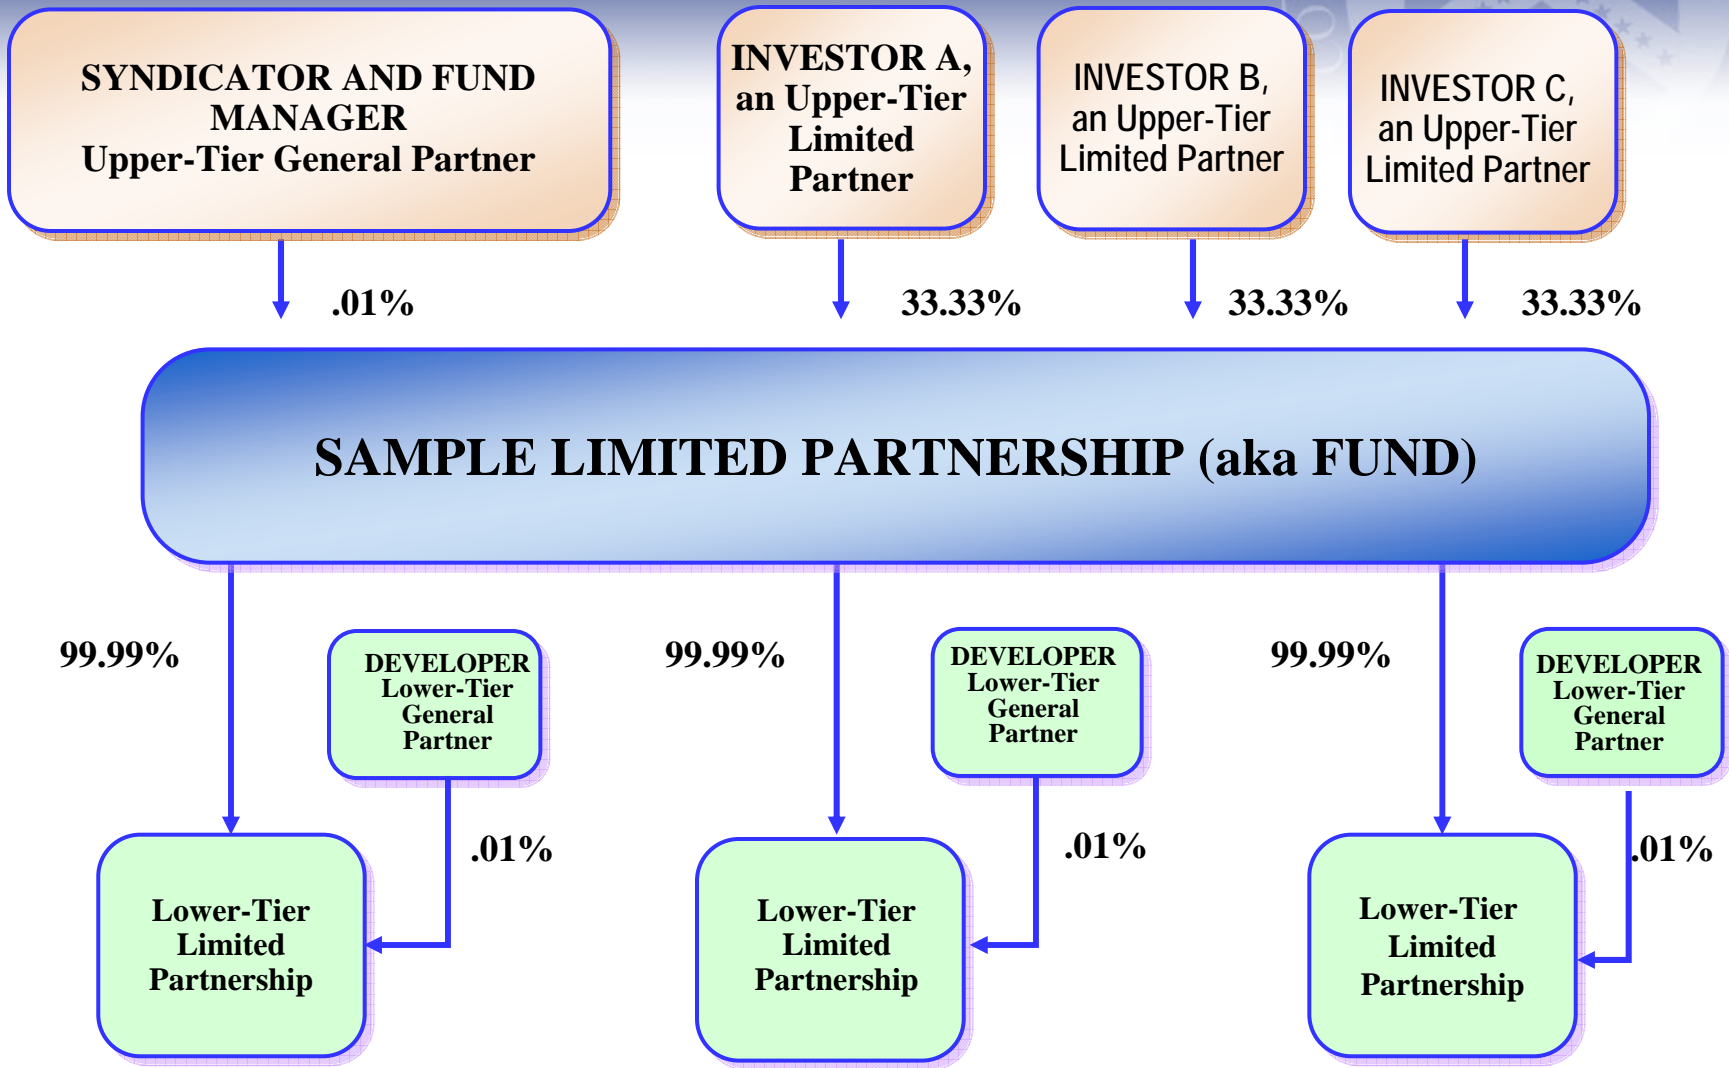 SYNDICATOR AND FUND
MANAGER
Upper-Tier General Partner
INVESTOR A,
an Upper-Tier
Limited
Partner
INVESTOR B,
an Upper-Tier
Limited Partner
INVESTOR C,
an Upper-Tier
Limited Partner
.01%
33.33%
33.33%
33.33%
SAMPLE LIMITED PARTNERSHIP (aka FUND)
99.99%
DEVELOPER
Lower-Tier
General
Partner
99.99%
DEVELOPER
Lower-Tier
General
Partner
99.99%
DEVELOPER
Lower-Tier
General
Partner
.01%
.01%
.01%
Lower-Tier
Limited
Partnership
Lower-Tier
Limited
Partnership
Lower-Tier
Limited
Partnership